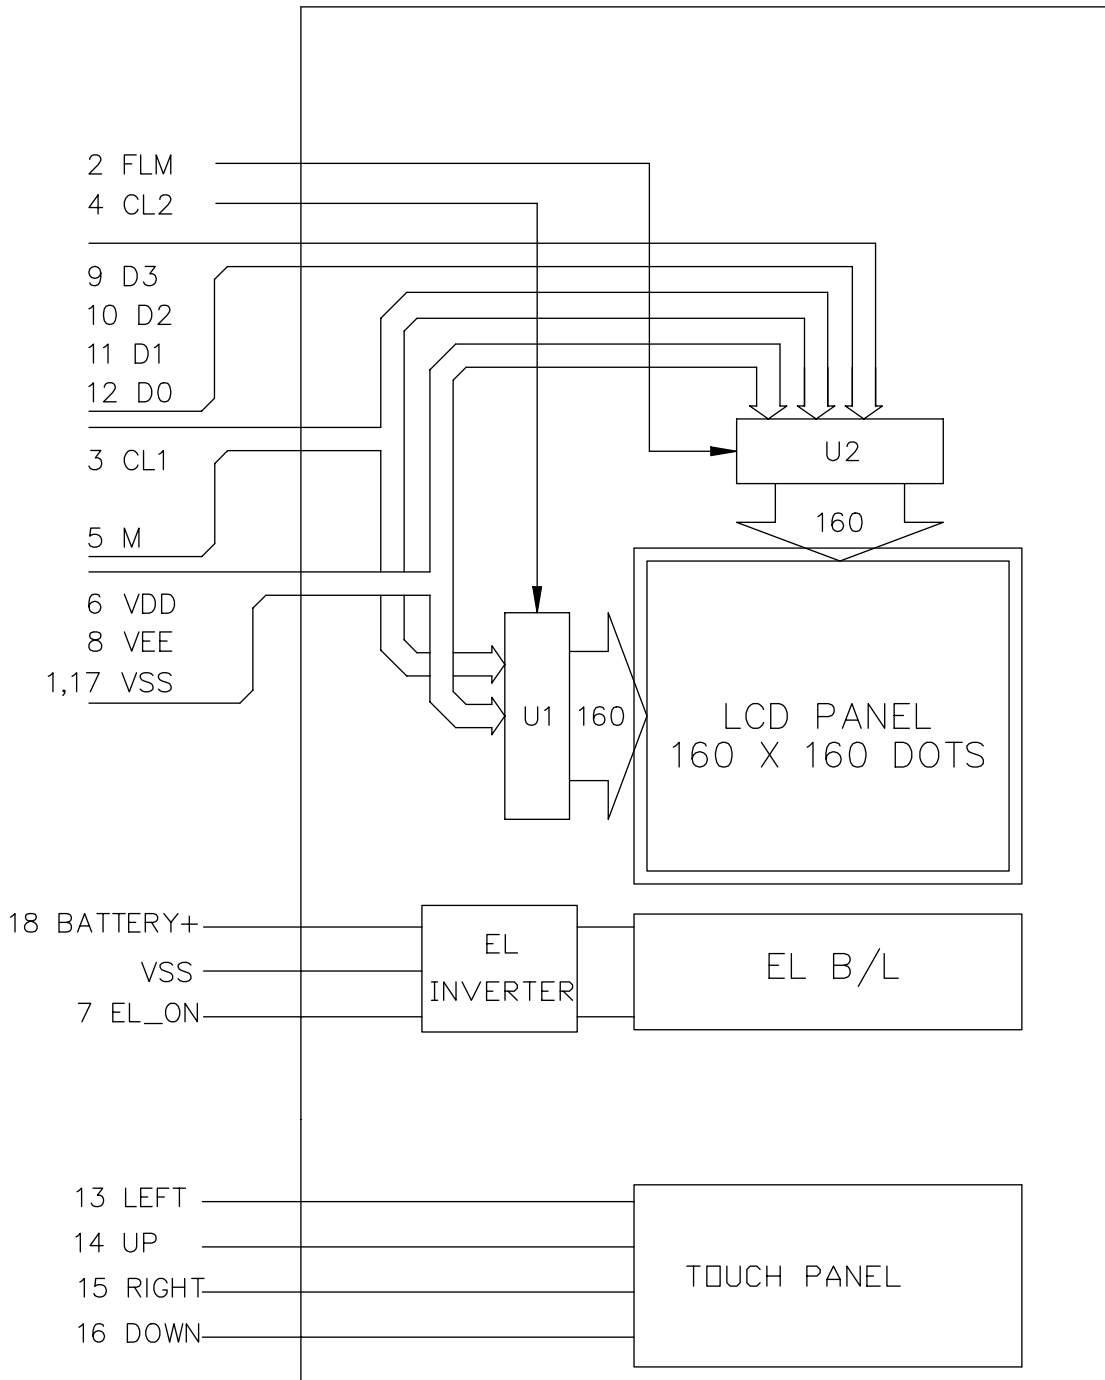 2 FLM
4 CL2
9 D3
10 D2
11 D1
12 D0
3 CL1
5 M
6 VDD
8 VEE
1,17 VSS
U2
160
U1
160
LCD PANEL
160 X 160 DOTS
18 BATTERY+
VSS
7 EL_ON
EL
INVERTER
EL B/L
13 LEFT
14 UP
15 RIGHT
16 DOWN
TOUCH PANEL